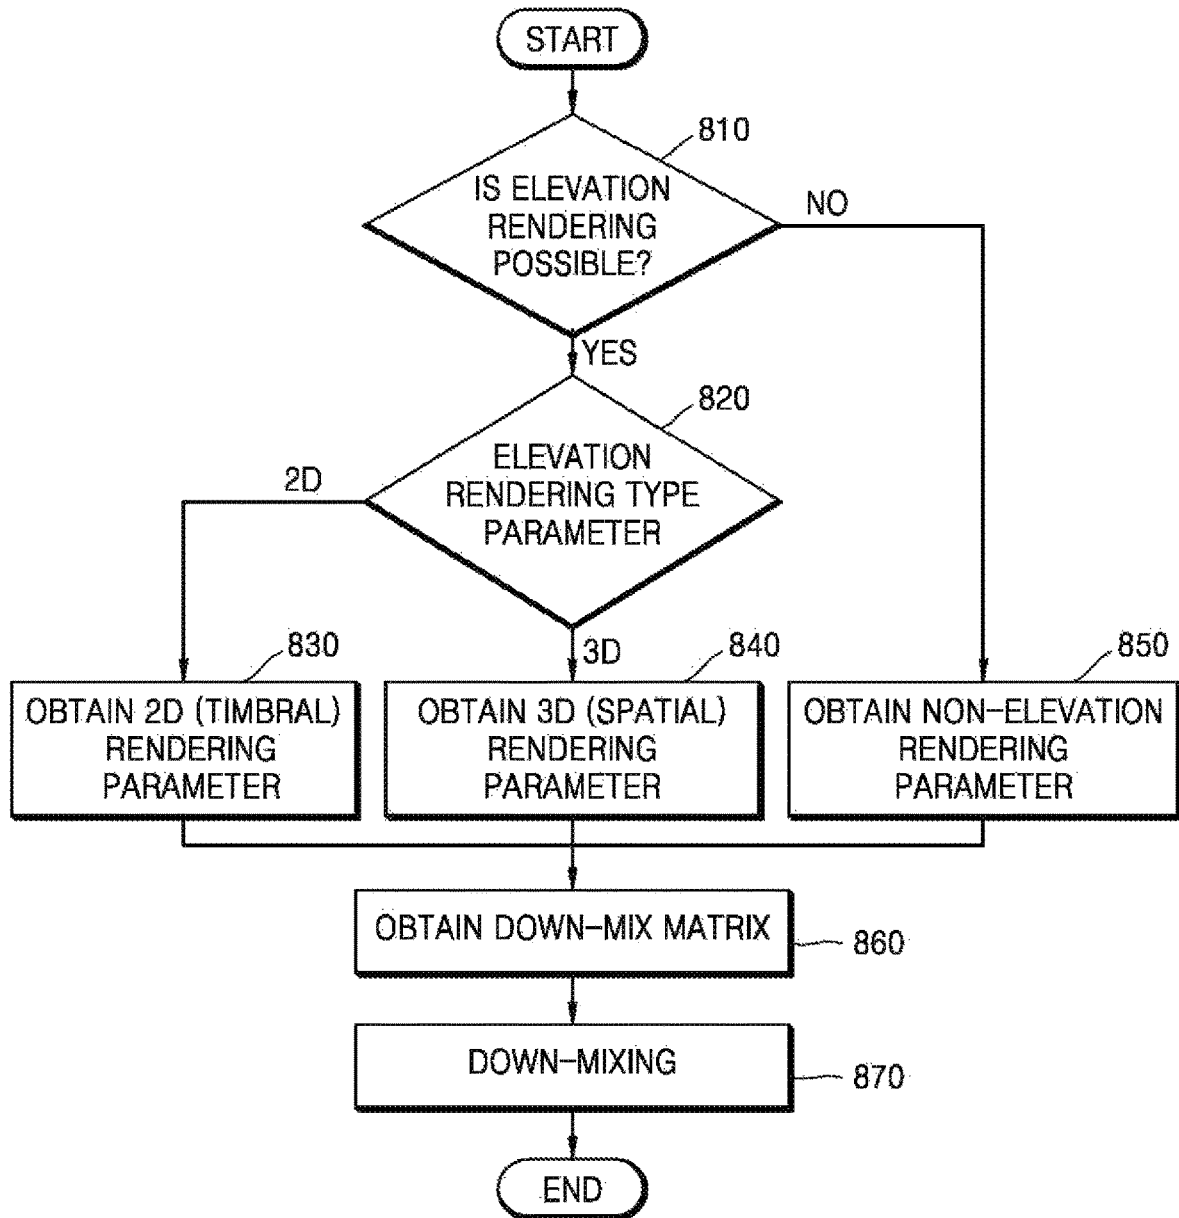 START
810
IS ELEVATION
RENDERING
POSSIBLE?
NO
YES
820
ELEVATION
RENDERING TYPE
PARAMETER
2D
3D
830
OBTAIN 2D (TIMBRAL)
RENDERING
PARAMETER
840
OBTAIN 3D (SPATIAL)
RENDERING
PARAMETER
850
OBTAIN NON-ELEVATION
RENDERING
PARAMETER
OBTAIN DOWN-MIX MATRIX
860
DOWN-MIXING
870
END